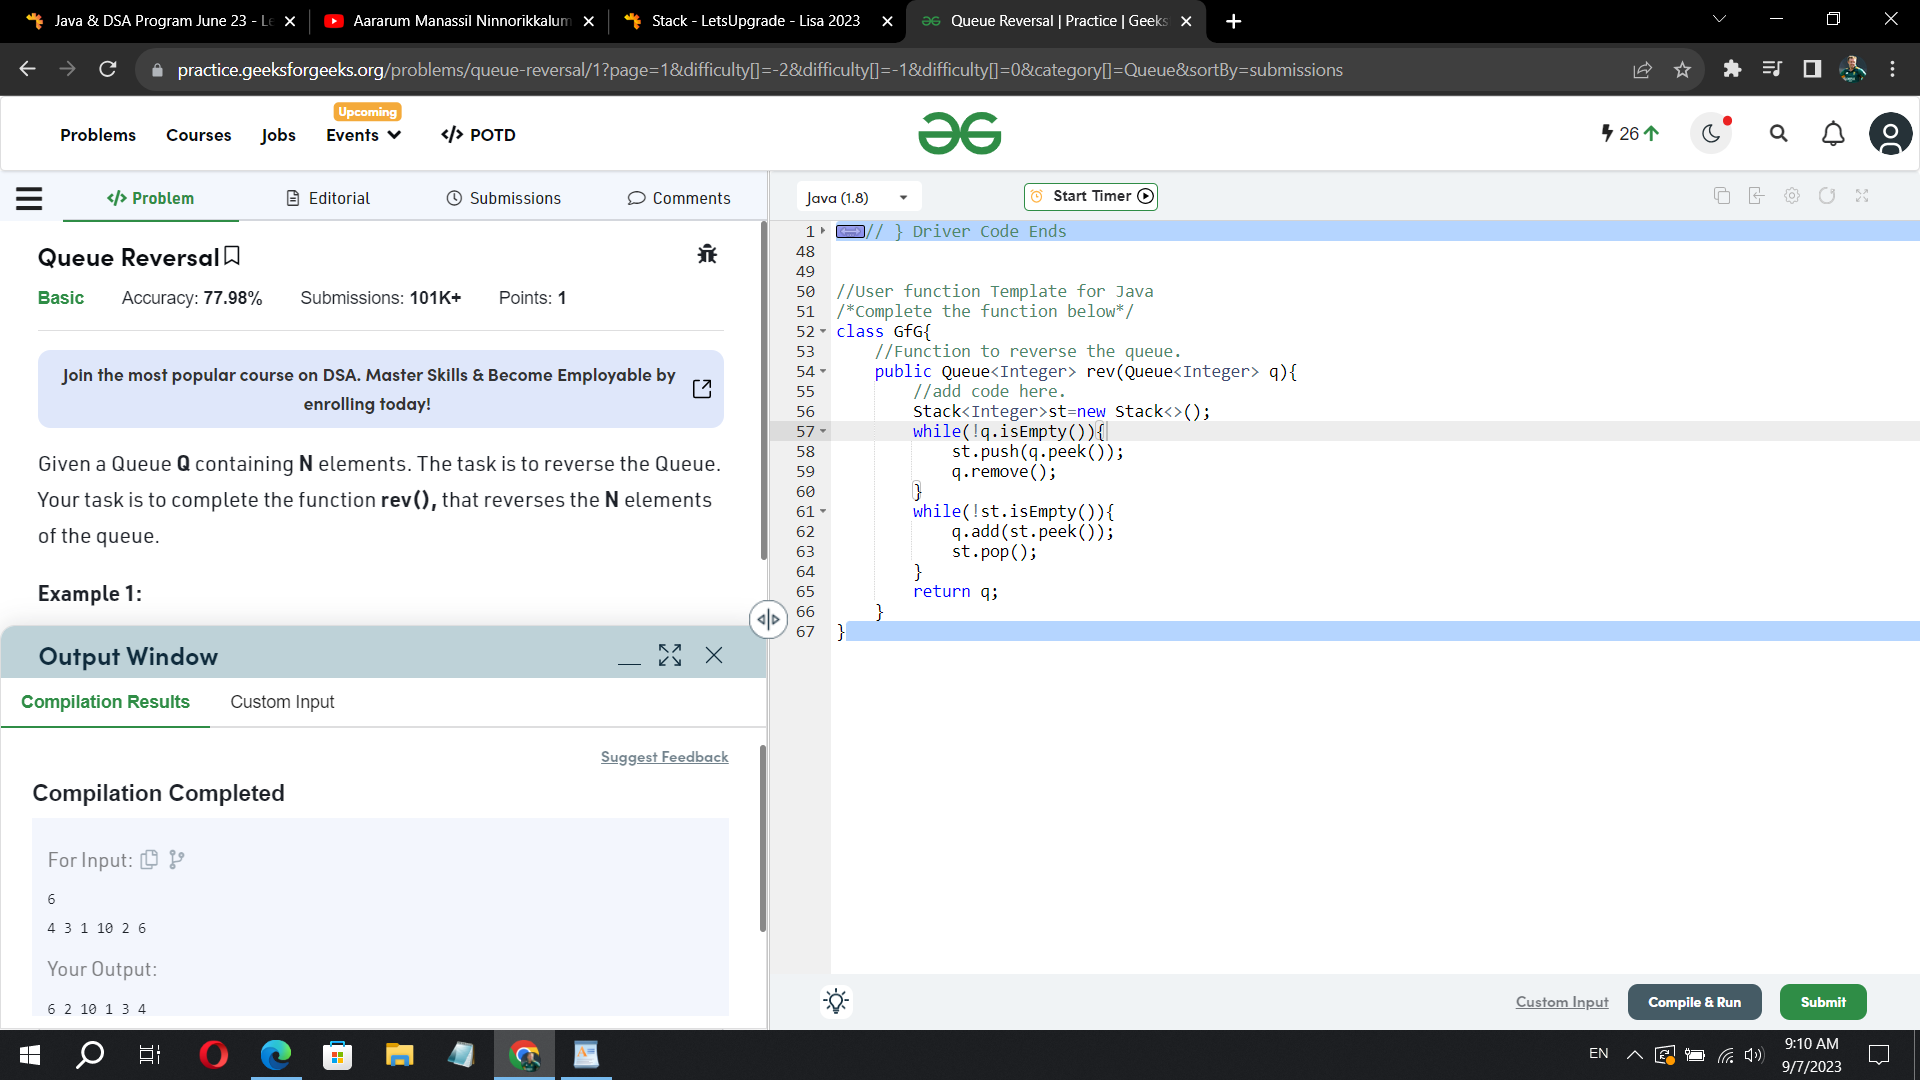 Java & DSA Program June 23 - Le
Aararum Manassil Ninnorikkalum
Stack - LetsUpgrade - Lisa 2023
Queue Reversal | Practice | Geeks
practice.geeksforgeeks.org/problems/queue-reversal/1?page=1&difficulty[]=-2&difficulty[]=-1&difficulty[]=0&category[]=Queue&sortBy=submissions
Upcoming
Problems Courses Jobs Events </> POTD
26
</> Problem Editorial Submissions Comments
Java (1.8) Start Timer
Queue Reversal
Basic Accuracy: 77.98% Submissions: 101K+ Points: 1
Join the most popular course on DSA. Master Skills & Become Employable by
enrolling today!
Given a Queue Q containing N elements. The task is to reverse the Queue.
Your task is to complete the function rev(), that reverses the N elements
of the queue.
Example 1:
Output Window
Compilation Results Custom Input
Suggest Feedback
Compilation Completed
For Input:
6
4 3 1 10 2 6
Your Output:
6 2 10 1 3 4
1 // } Driver Code Ends
48
49
50 //User function Template for Java
51 /*Complete the function below*/
52 class GfG{
53 //Function to reverse the queue.
54 public Queue<Integer> rev(Queue<Integer> q){
55 //add code here.
56 Stack<Integer>st=new Stack<>();
57 while(!q.isEmpty()){
58 st.push(q.peek());
59 q.remove();
60 }
61 while(!st.isEmpty()){
62 q.add(st.peek());
63 st.pop();
64 }
65 return q;
66 }
67 }
Custom Input Compile & Run Submit
EN
9:10 AM
9/7/2023